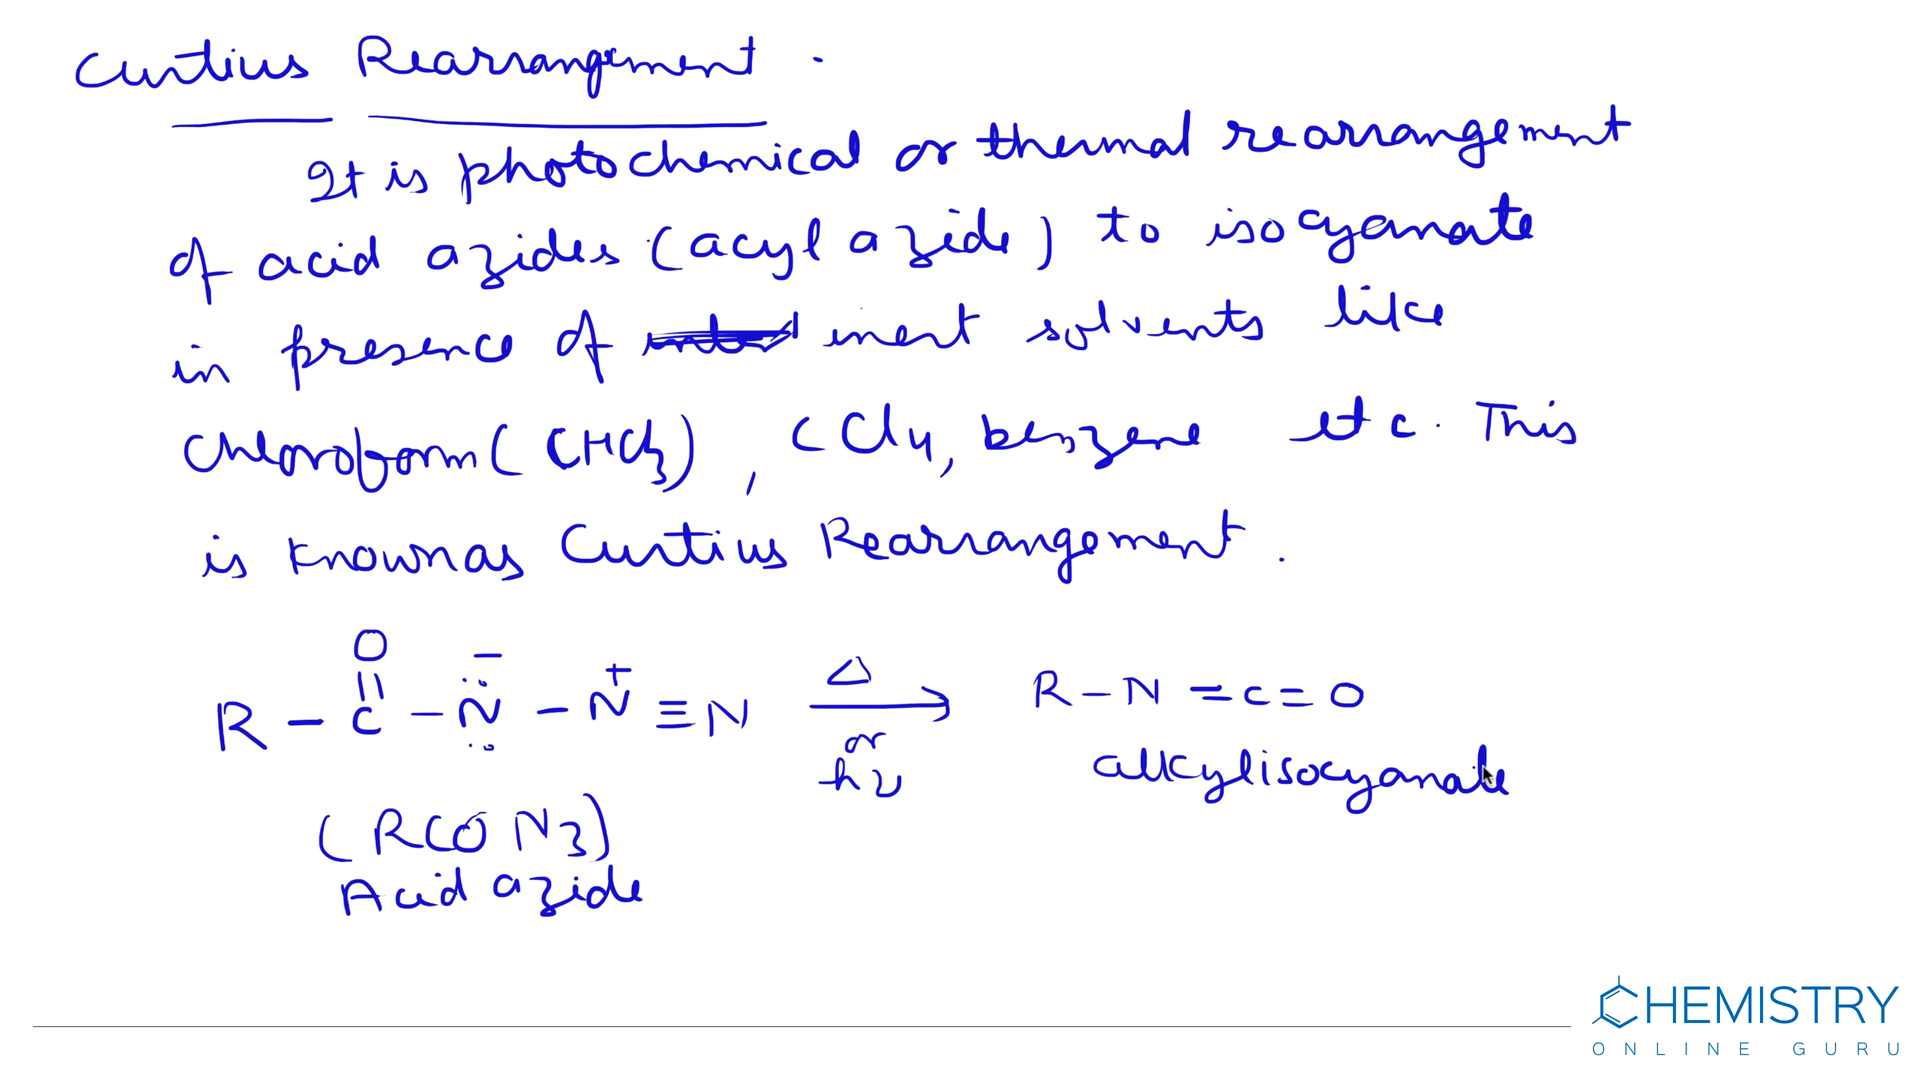 Curtius Rearrangement.
It is photochemical or thermal rearrangement
of acid azides (acyl azide) to isocyanate
in presence of inert solvents like
Chloroform (CHCl3), CCl4, benzene etc. This
is known as Curtius Rearrangement.
O
R - C - N̈⁻ - N⁺ ≡ N Δ or hν → R - N = C = O
alkylisocyanate
(RCON3)
Acid azide
CHEMISTRY
ONLINE GURU